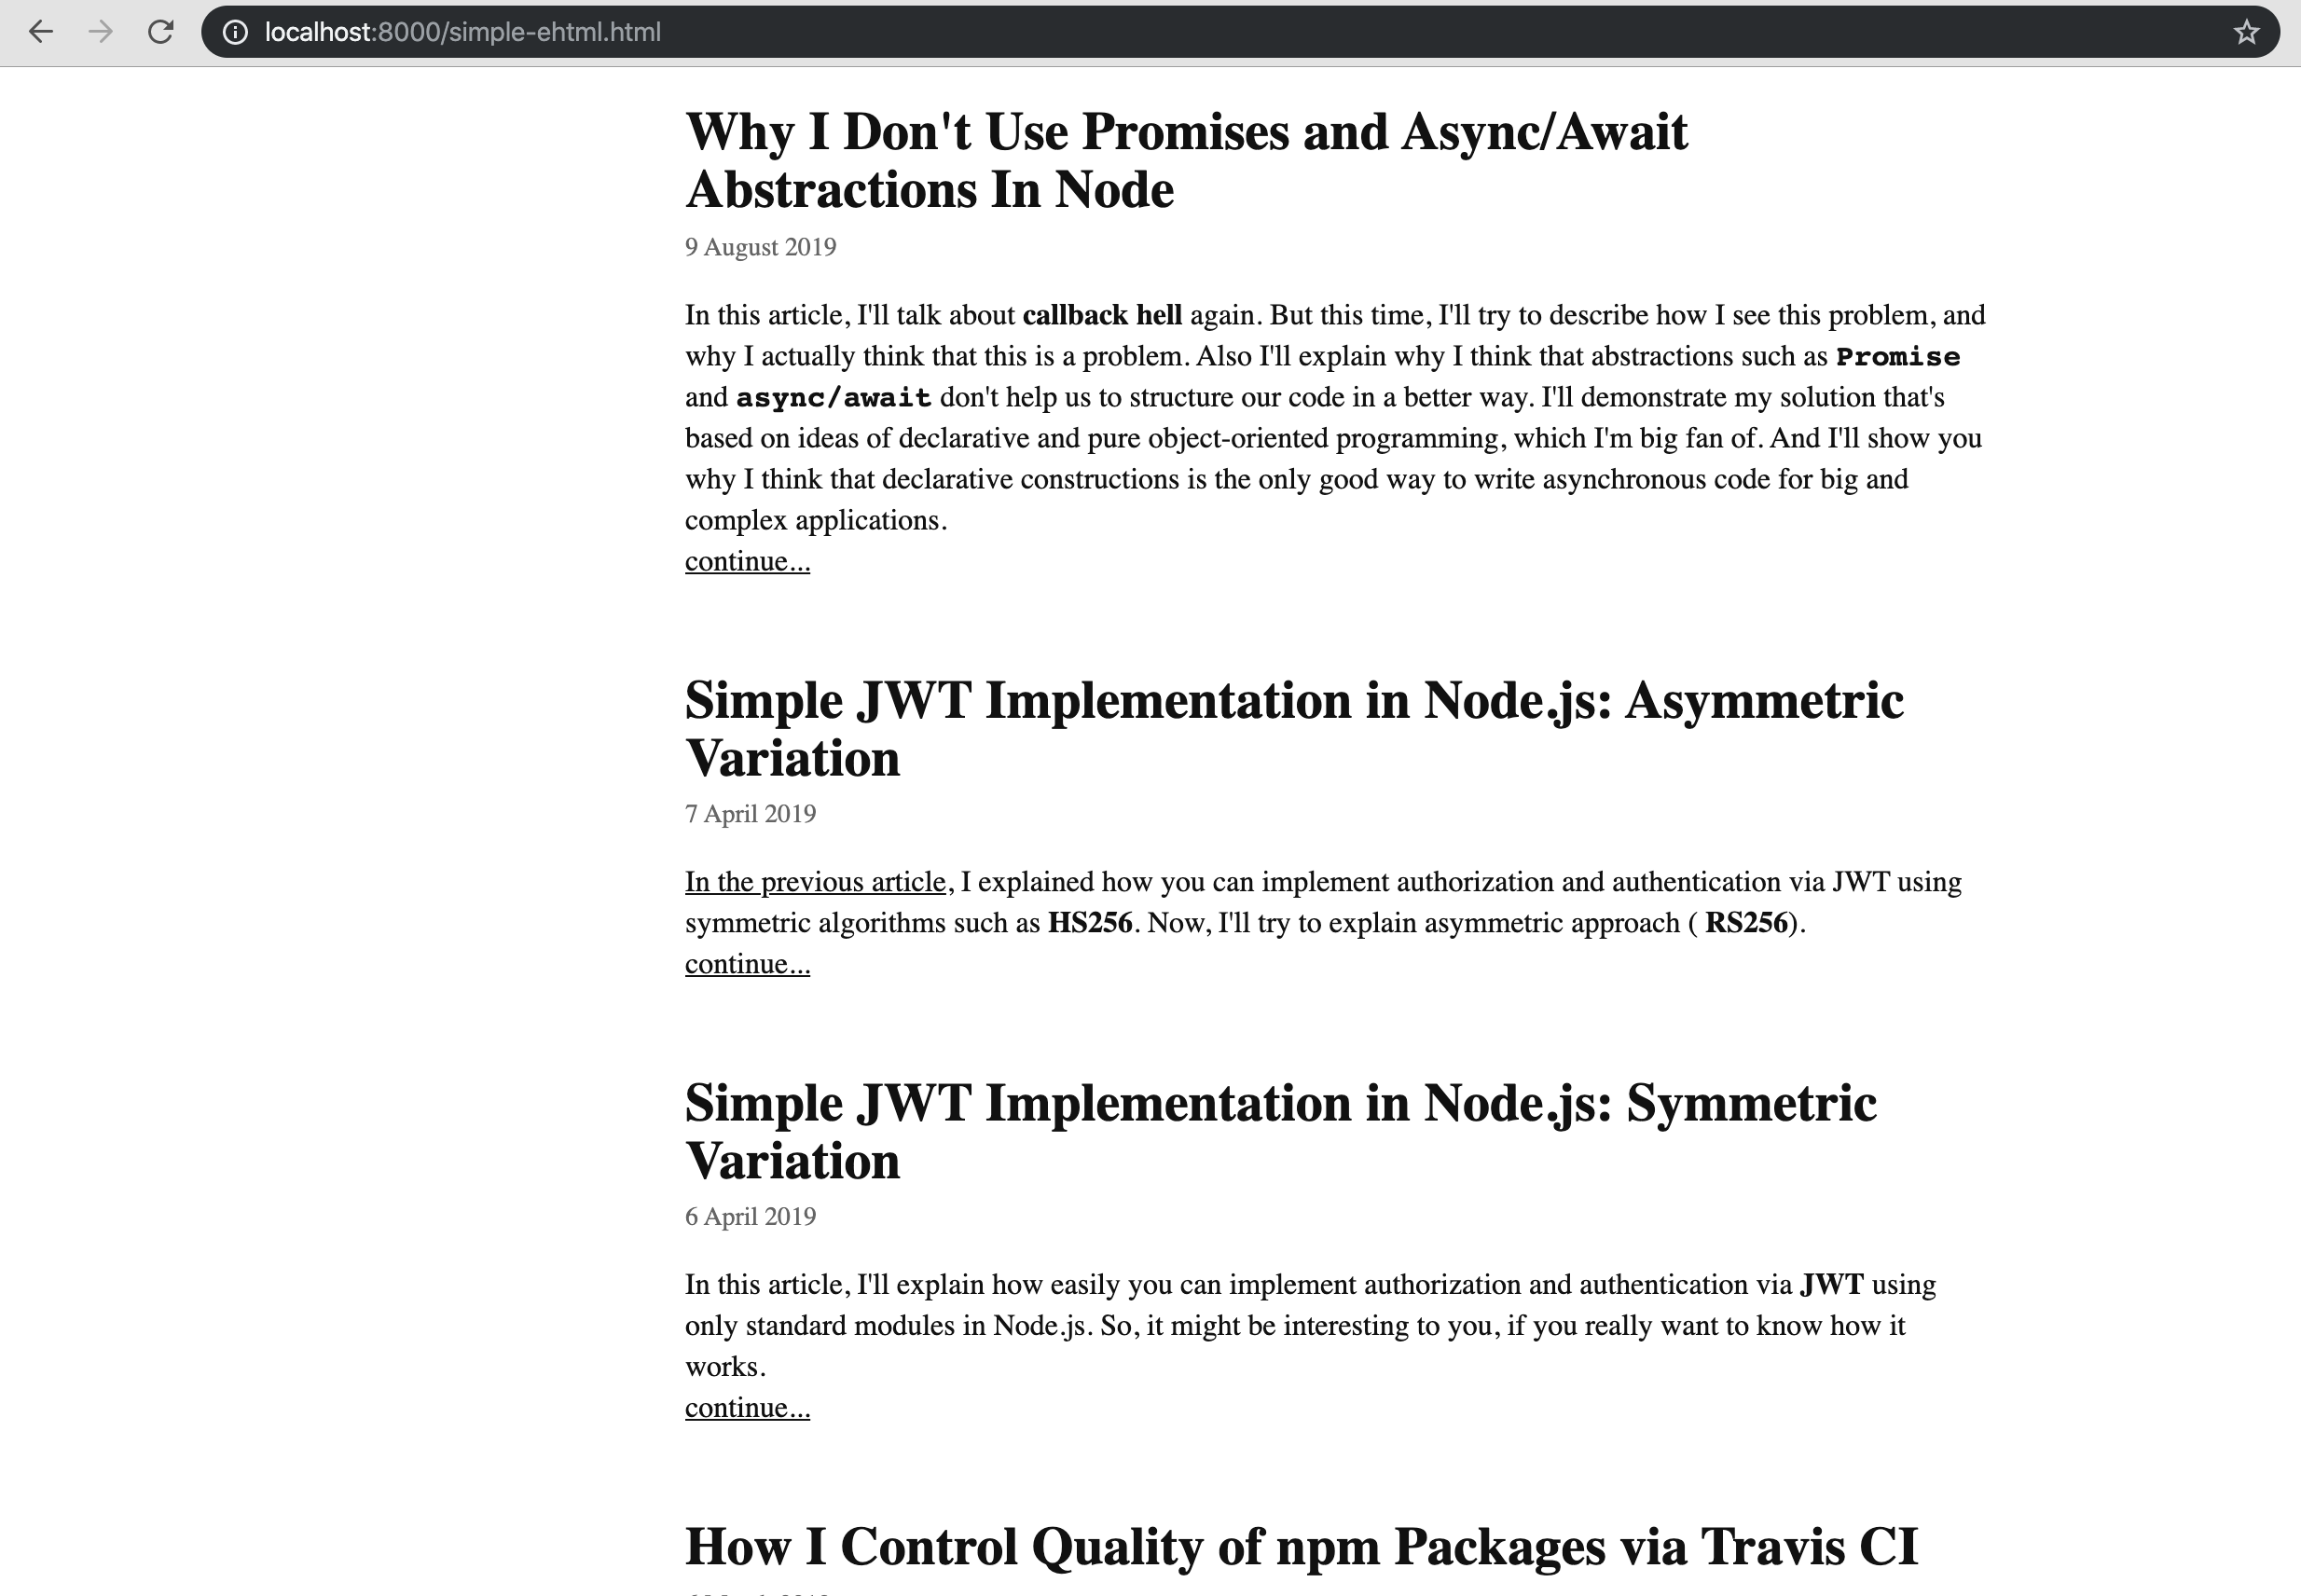 localhost:8000/simple-ehtml.html
Why I Don't Use Promises and Async/Await
Abstractions In Node
9 August 2019
In this article, I'll talk about callback hell again. But this time, I'll try to describe how I see this problem, and
why I actually think that this is a problem. Also I'll explain why I think that abstractions such as Promise
and async/await don't help us to structure our code in a better way. I'll demonstrate my solution that's
based on ideas of declarative and pure object-oriented programming, which I'm big fan of. And I'll show you
why I think that declarative constructions is the only good way to write asynchronous code for big and
complex applications.
continue...
Simple JWT Implementation in Node.js: Asymmetric
Variation
7 April 2019
In the previous article, I explained how you can implement authorization and authentication via JWT using
symmetric algorithms such as HS256. Now, I'll try to explain asymmetric approach ( RS256).
continue...
Simple JWT Implementation in Node.js: Symmetric
Variation
6 April 2019
In this article, I'll explain how easily you can implement authorization and authentication via JWT using
only standard modules in Node.js. So, it might be interesting to you, if you really want to know how it
works.
continue...
How I Control Quality of npm Packages via Travis CI